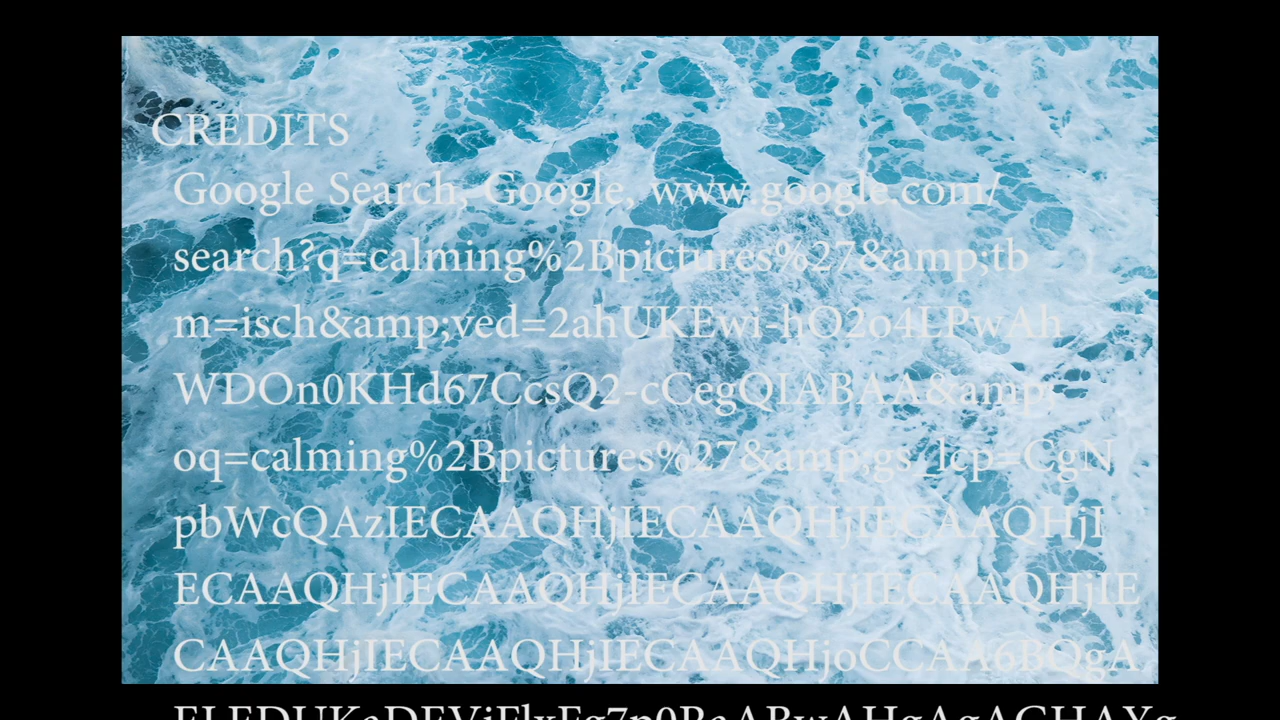 CREDITS
Google Search, Google, www.google.com/
search?q=calming%2Bpictures%27&amp;tb
m=isch&amp;ved=2ahUKEwi-hO2o4LPwAh
WDOn0KHd67CcsQ2-cCegQIABAA&amp;
oq=calming%2Bpictures%27&amp;gs_lcp=CgN
pbWcQAzIECAAQHjIECAAQHjIECAAQHjI
ECAAQHjIECAAQHjIECAAQHjIECAAQHjIE
CAAQHjIECAAQHjIECAAQHjoCCAA6BQgA